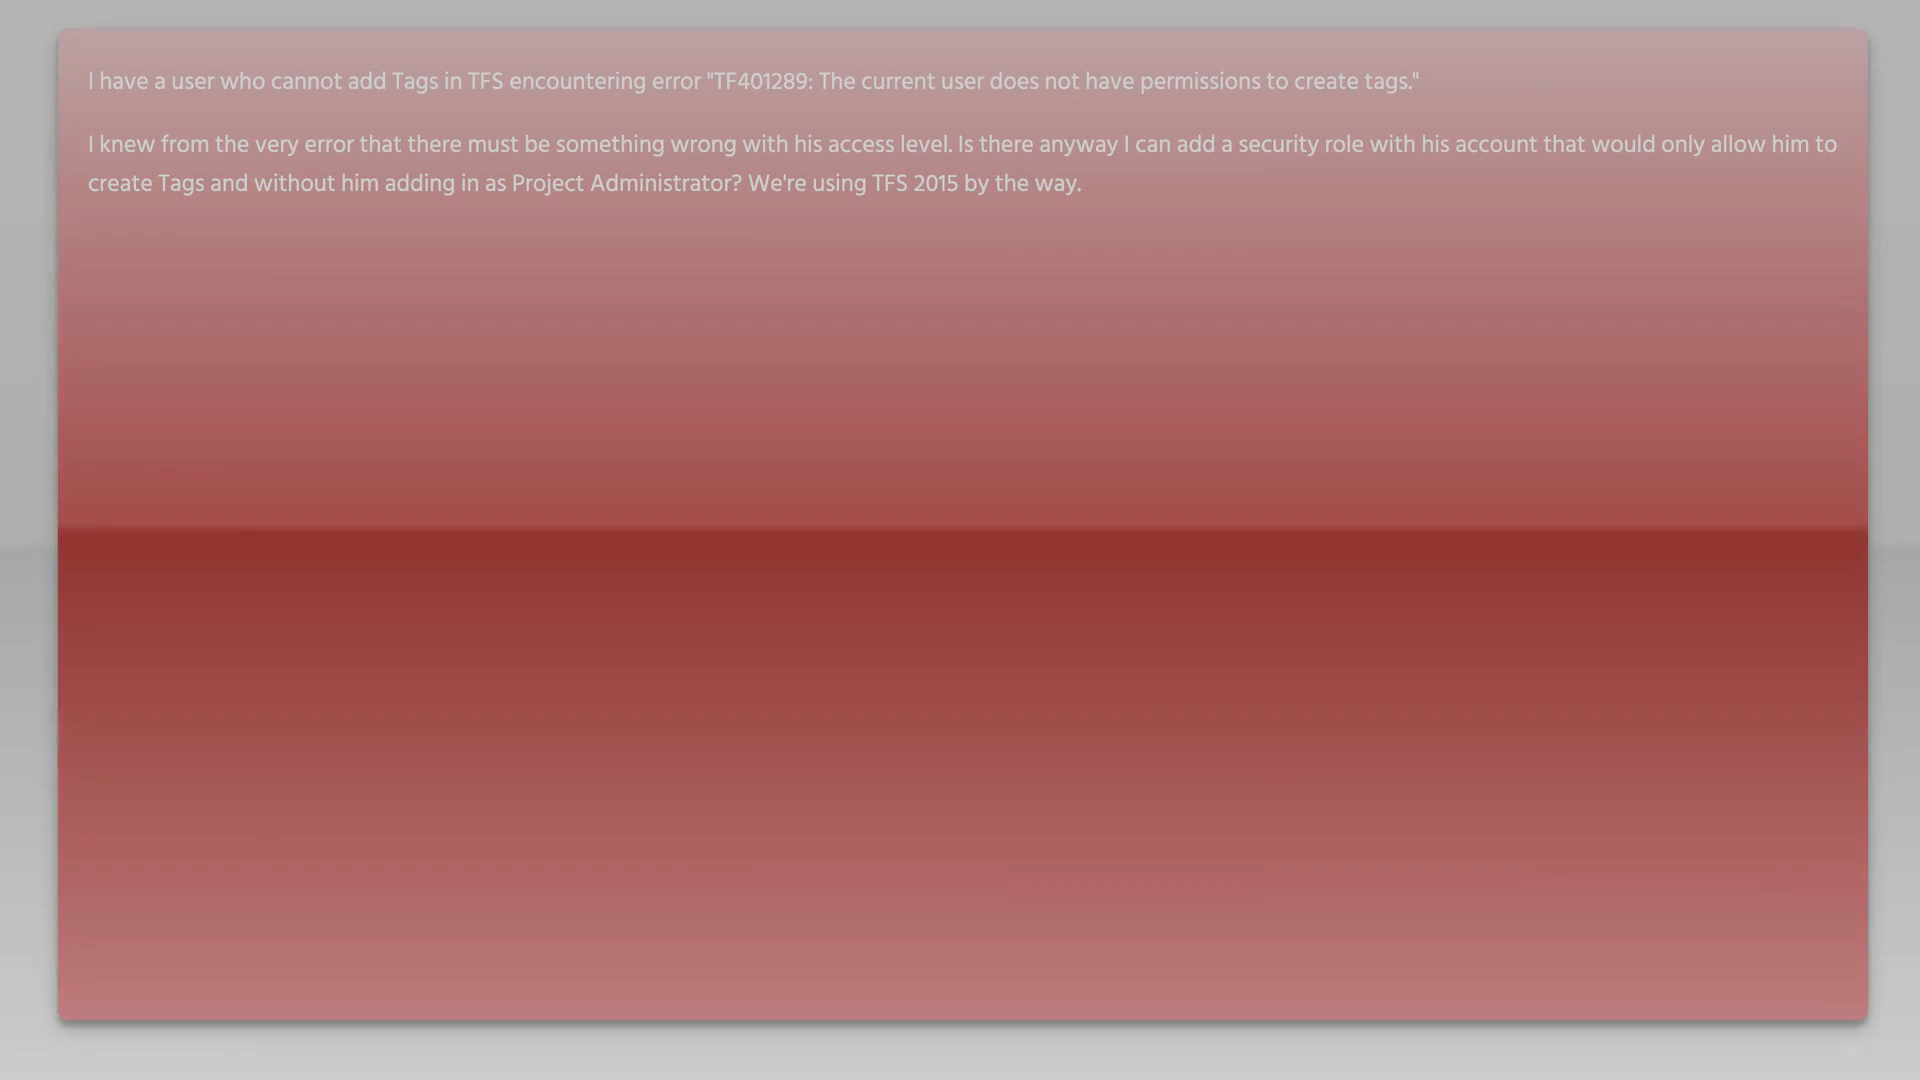 I have a user who cannot add Tags in TFS encountering error "TF401289: The current user does not have permissions to create tags."
I knew from the very error that there must be something wrong with his access level. Is there anyway I can add a security role with his account that would only allow him to
create Tags and without him adding in as Project Administrator? We're using TFS 2015 by the way.